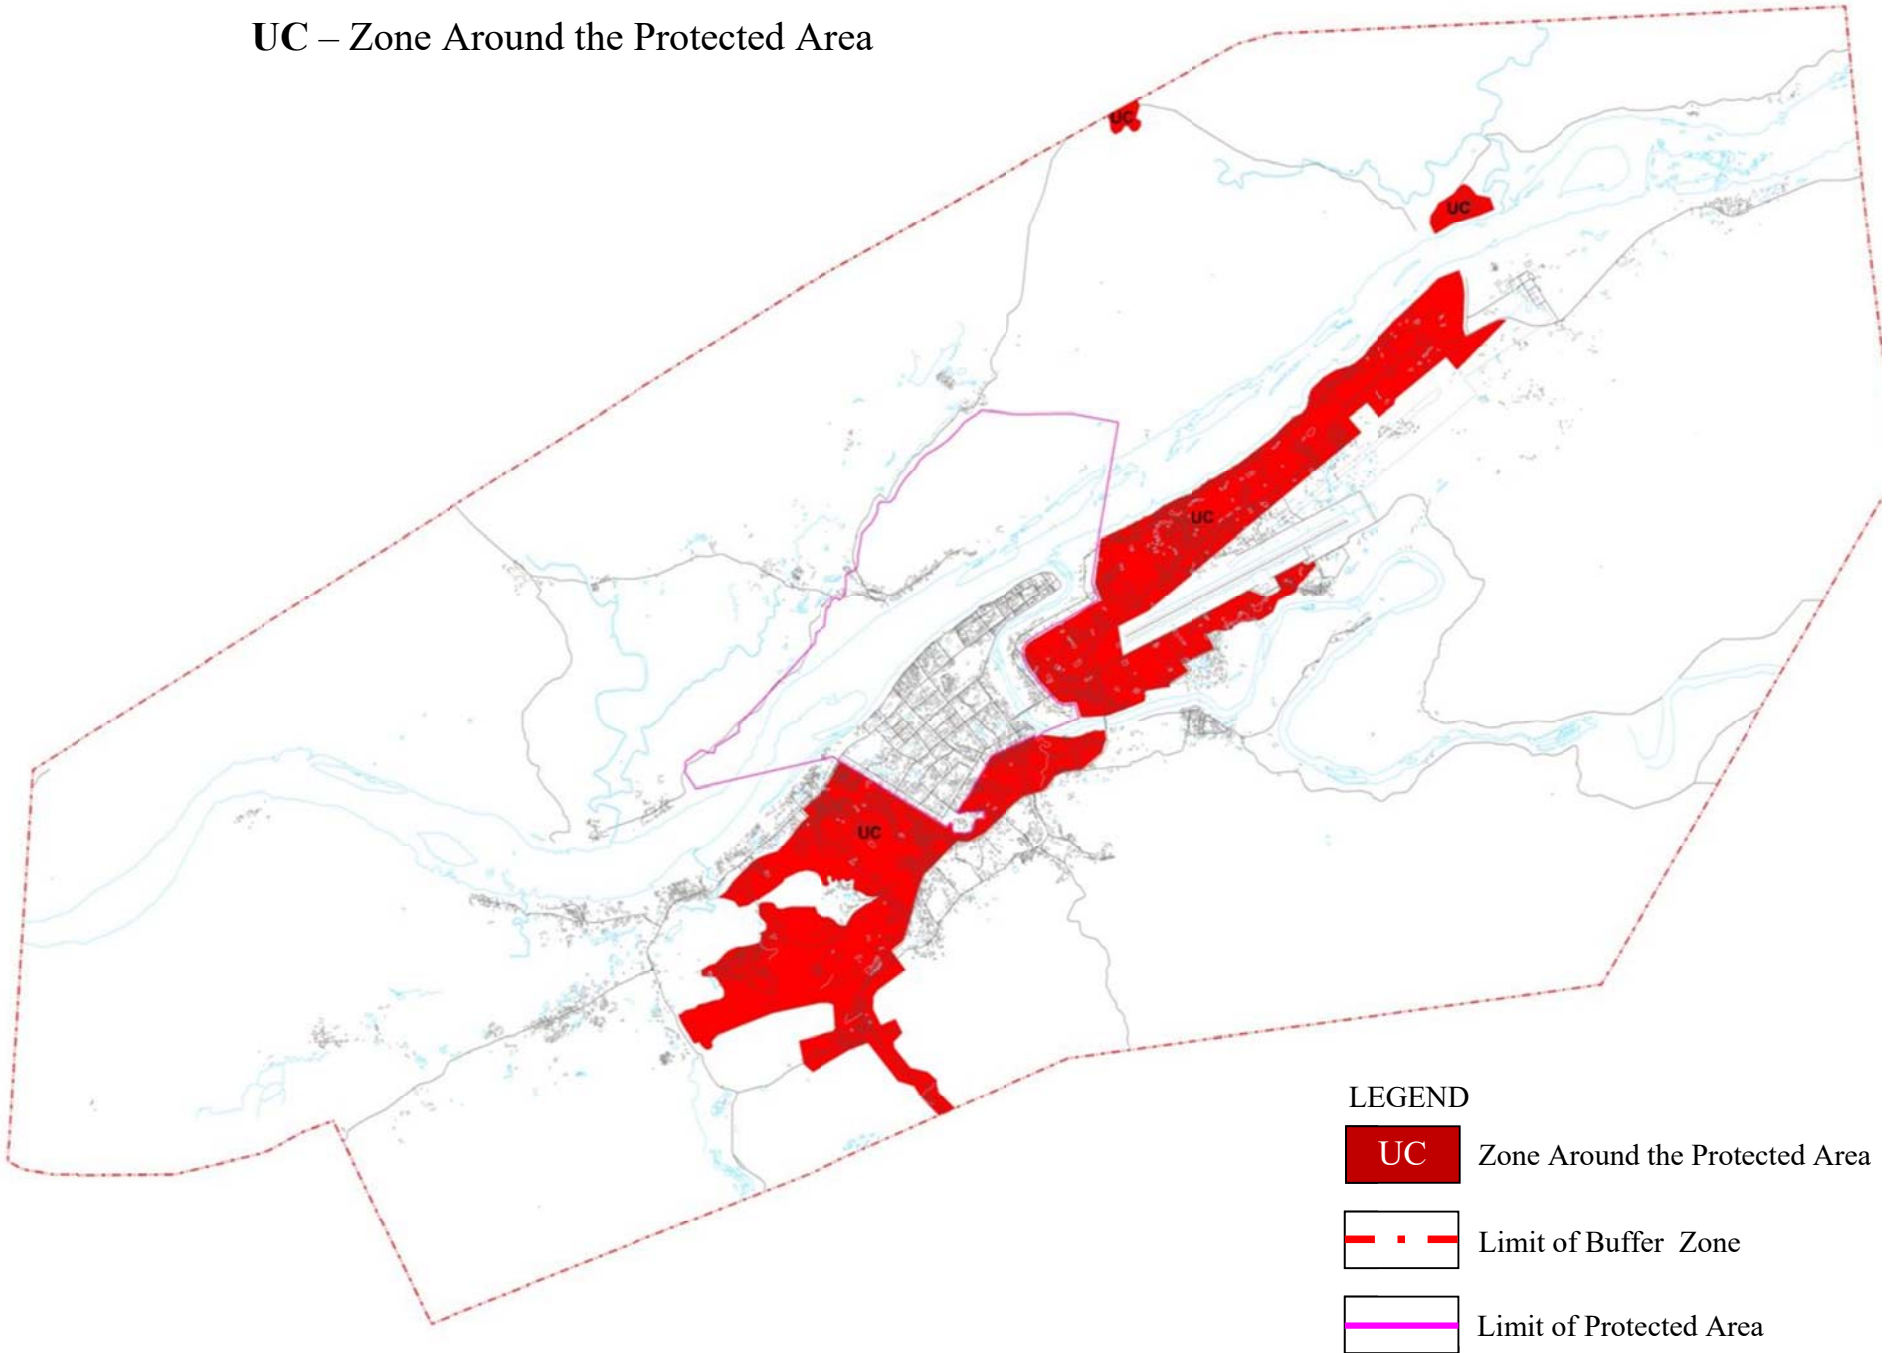 UC – Zone Around the Protected Area
UC
UC
UC
UC
LEGEND
UC Zone Around the Protected Area
Limit of Buffer Zone
Limit of Protected Area